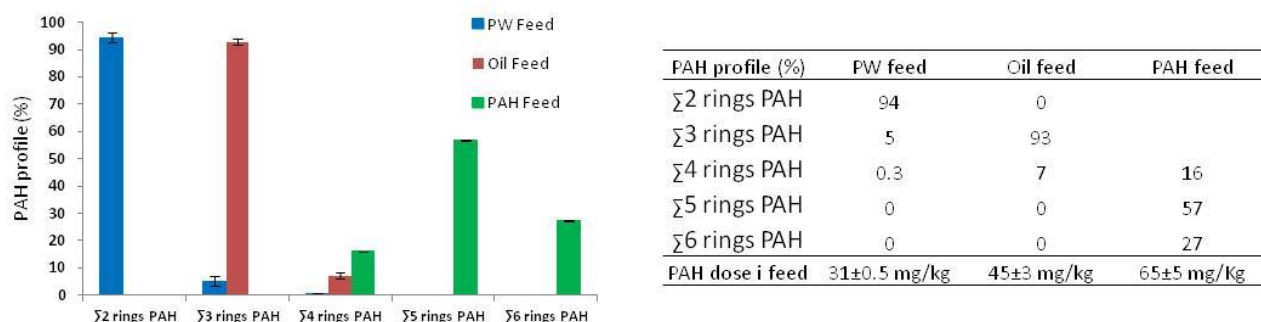 100
90
80
70
60
50
40
30
20
10
0
PAH profile (%)
PW Feed
Oil Feed
PAH Feed
∑2 rings PAH ∑3 rings PAH ∑4 rings PAH ∑5 rings PAH ∑6 rings PAH
PAH profile (%) PW feed Oil feed PAH feed
∑2 rings PAH 94 0
∑3 rings PAH 5 93
∑4 rings PAH 0.3 7 16
∑5 rings PAH 0 0 57
∑6 rings PAH 0 0 27
PAH dose i feed 31±0.5 mg/kg 45±3 mg/kg 65±5 mg/Kg